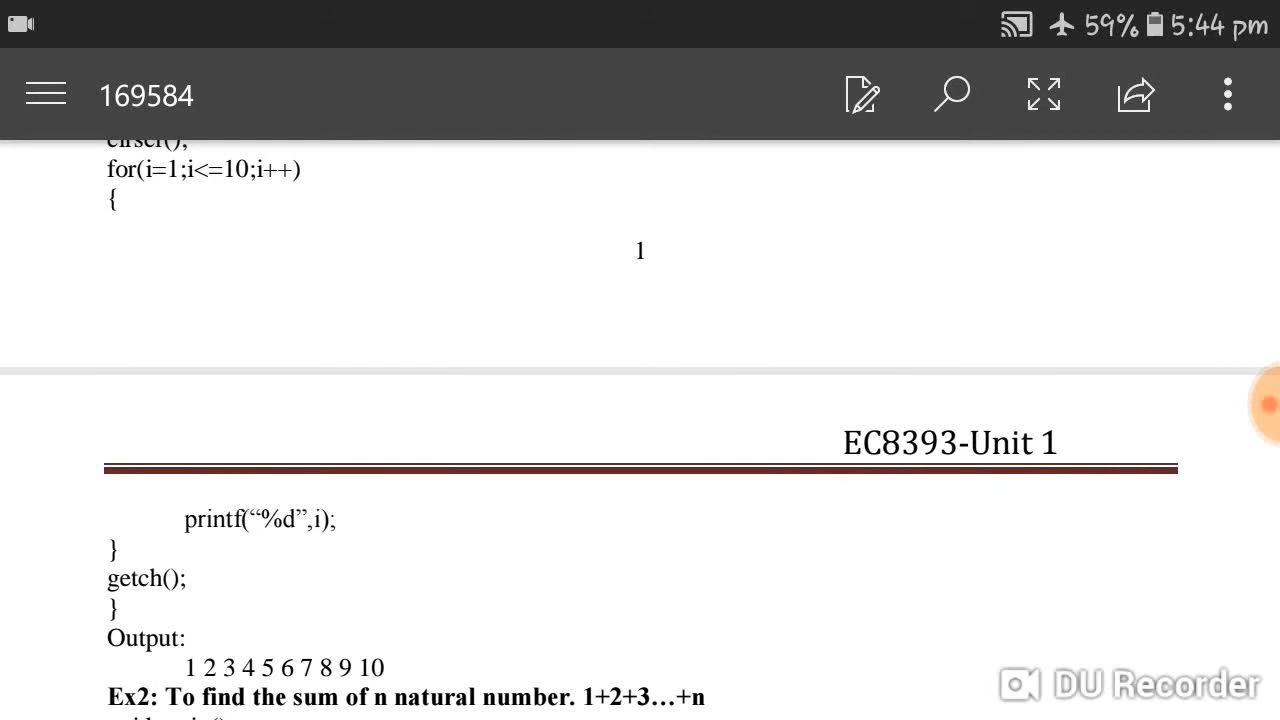 59% 5:44 pm
169584
clrscr();
for(i=1;i<=10;i++)
{
1
EC8393-Unit 1
printf(“%d”,i);
}
getch();
}
Output:
1 2 3 4 5 6 7 8 9 10
Ex2: To find the sum of n natural number. 1+2+3…+n
DU Recorder